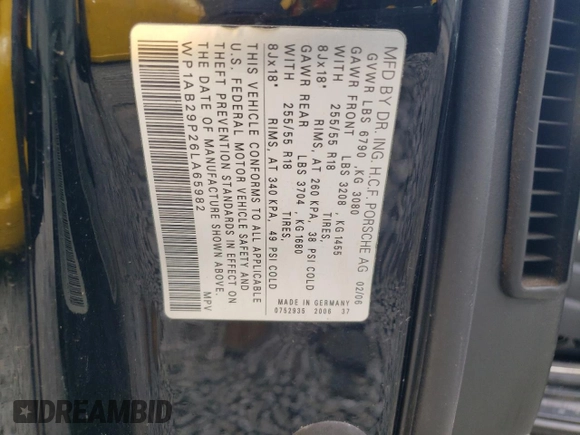 MFD BY DR. ING. H.C.F. PORSCHE AG 02/06
GVWR LBS 6790 ,KG 3080
GAWR FRONT LBS 3208 ,KG 1455
WITH 255/55 R18 TIRES,
8Jx18" RIMS, AT 260 KPA, 38 PSI COLD
GAWR REAR LBS 3704 ,KG 1680
WITH 255/55 R18 TIRES,
8Jx18" RIMS, AT 340 KPA, 49 PSI COLD
THIS VEHICLE CONFORMS TO ALL APPLICABLE
U.S. FEDERAL MOTOR VEHICLE SAFETY AND
THEFT PREVENTION STANDARDS IN EFFECT ON
THE DATE OF MANUFACTURE SHOWN ABOVE.
WP1AB29P26LA65982 MPV
MADE IN GERMANY
0752935 2006 37
DREAMBID